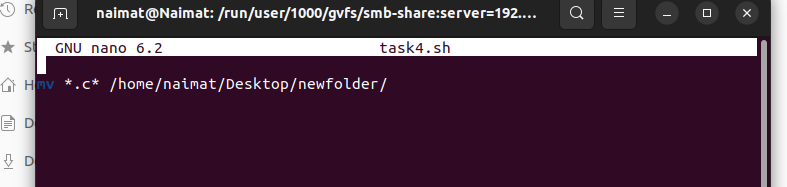 naimat@Naimat: /run/user/1000/gvfs/smb-share:server=192....
GNU nano 6.2 task4.sh
mv *.c* /home/naimat/Desktop/newfolder/